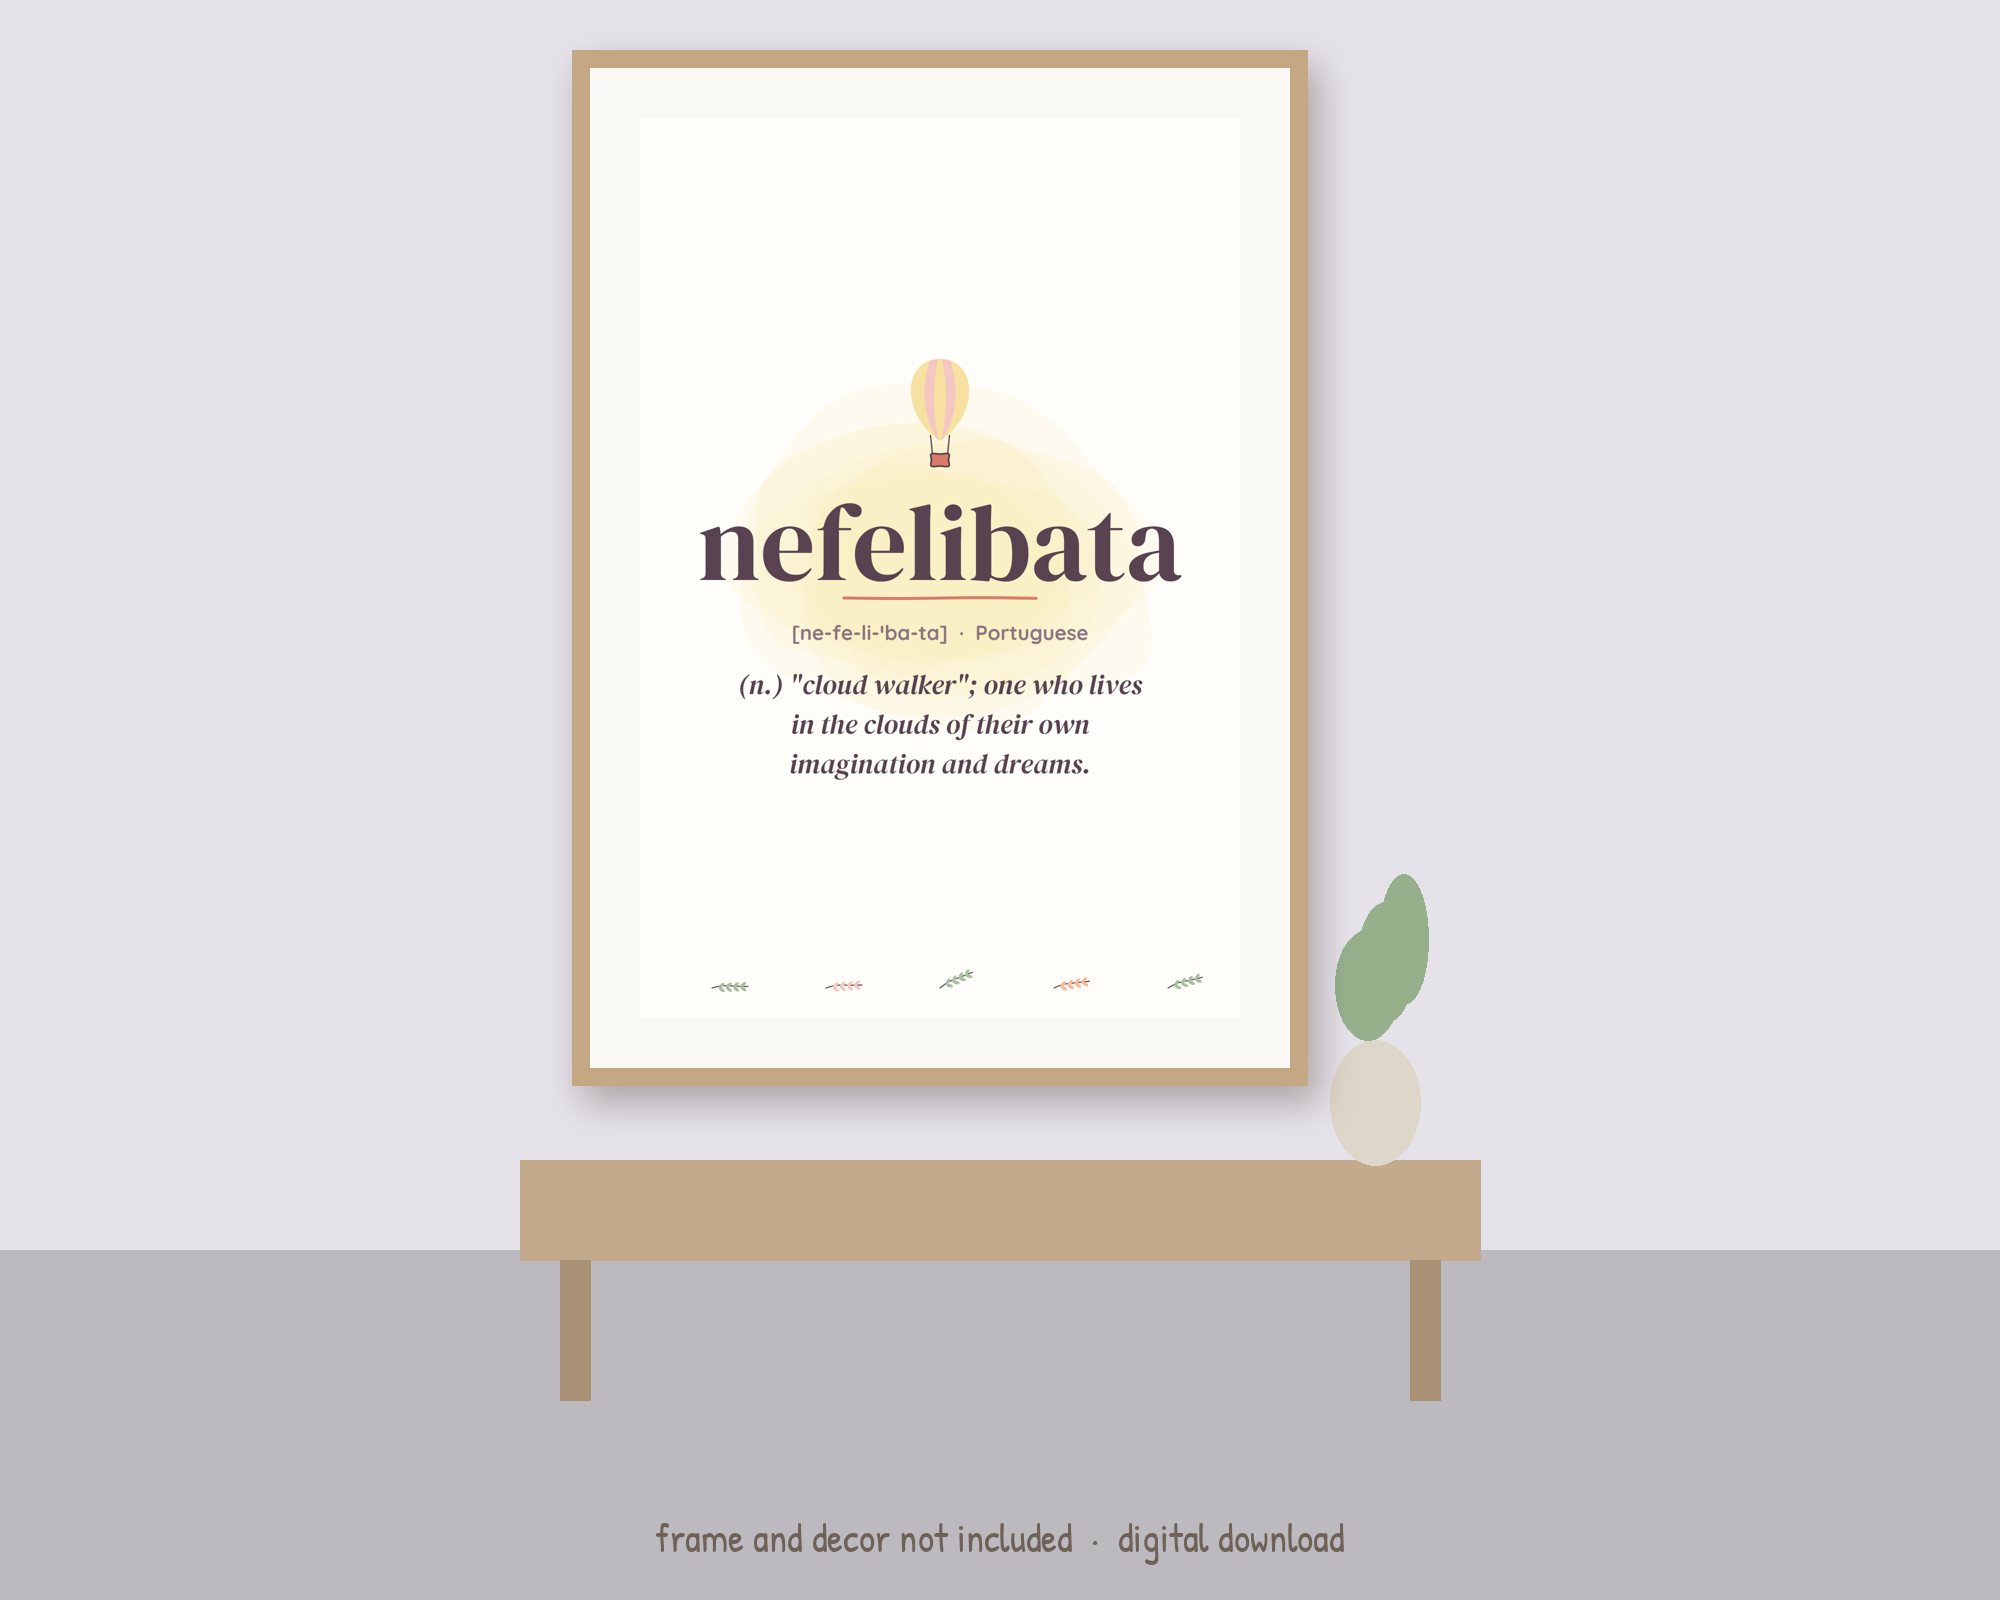 nefelibata
[ne-fe-li-'ba-ta] · Portuguese
(n.) "cloud walker"; one who lives
in the clouds of their own
imagination and dreams.
frame and decor not included · digital download